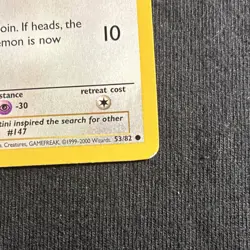 oin. If heads, the
emon is now
10
stance
retreat cost
-30
tini inspired the search for other
#147
Creatures, GAMEFREAK. ©1999-2000 Wizards. 53/82